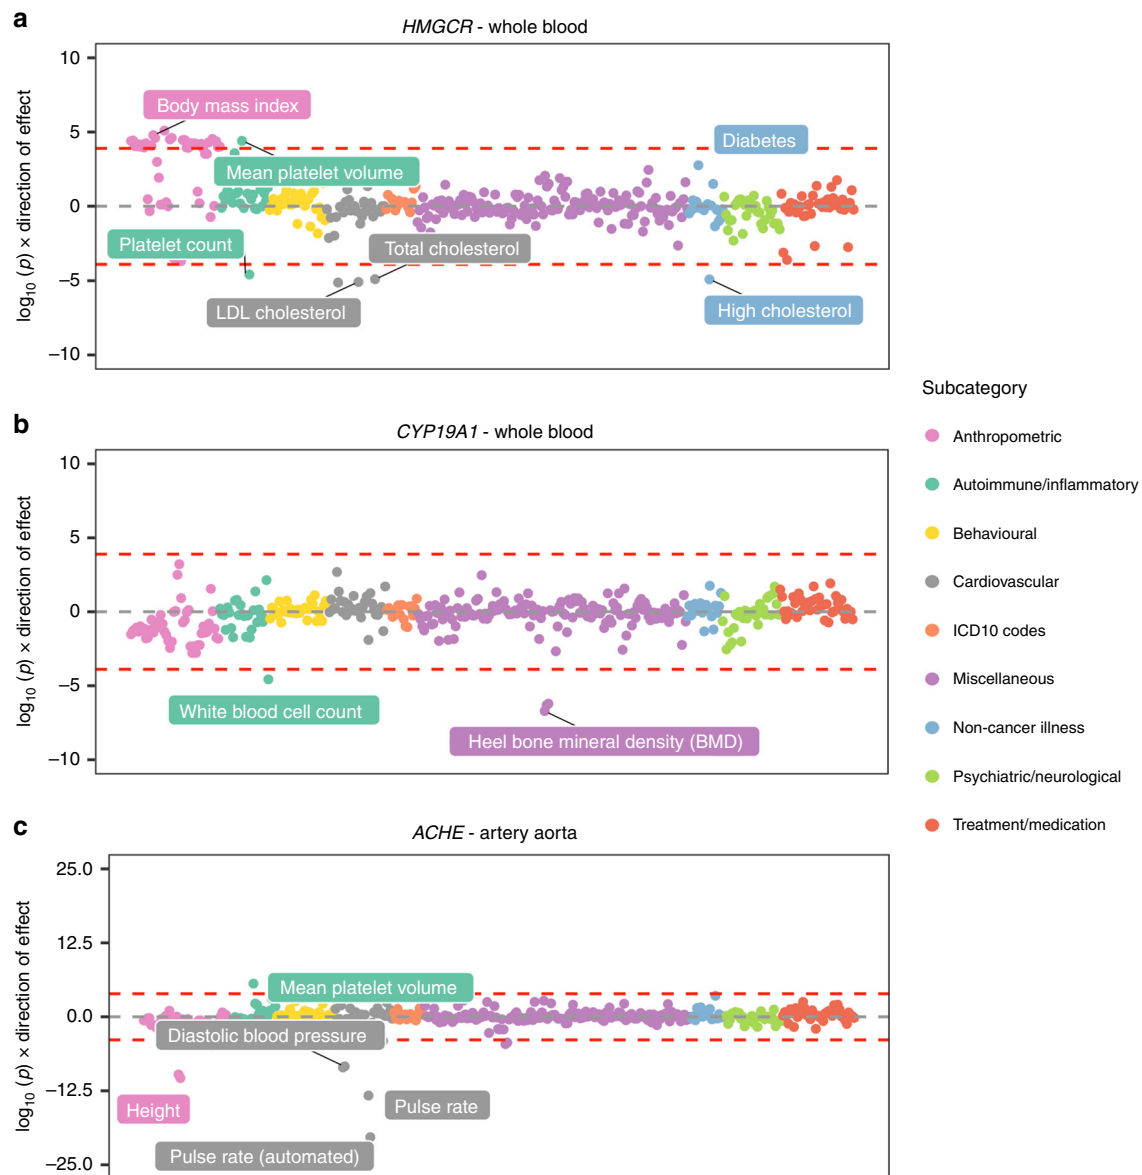 a
HMGCR - whole blood
10
5
0
−5
−10
log10 (p) × direction of effect
Body mass index
Mean platelet volume
Diabetes
Platelet count
Total cholesterol
LDL cholesterol
High cholesterol
b
CYP19A1 - whole blood
10
5
0
−5
−10
log10 (p) × direction of effect
White blood cell count
Heel bone mineral density (BMD)
c
ACHE - artery aorta
25.0
12.5
0.0
−12.5
−25.0
log10 (p) × direction of effect
Mean platelet volume
Diastolic blood pressure
Height
Pulse rate
Pulse rate (automated)
Subcategory
Anthropometric
Autoimmune/inflammatory
Behavioural
Cardiovascular
ICD10 codes
Miscellaneous
Non-cancer illness
Psychiatric/neurological
Treatment/medication